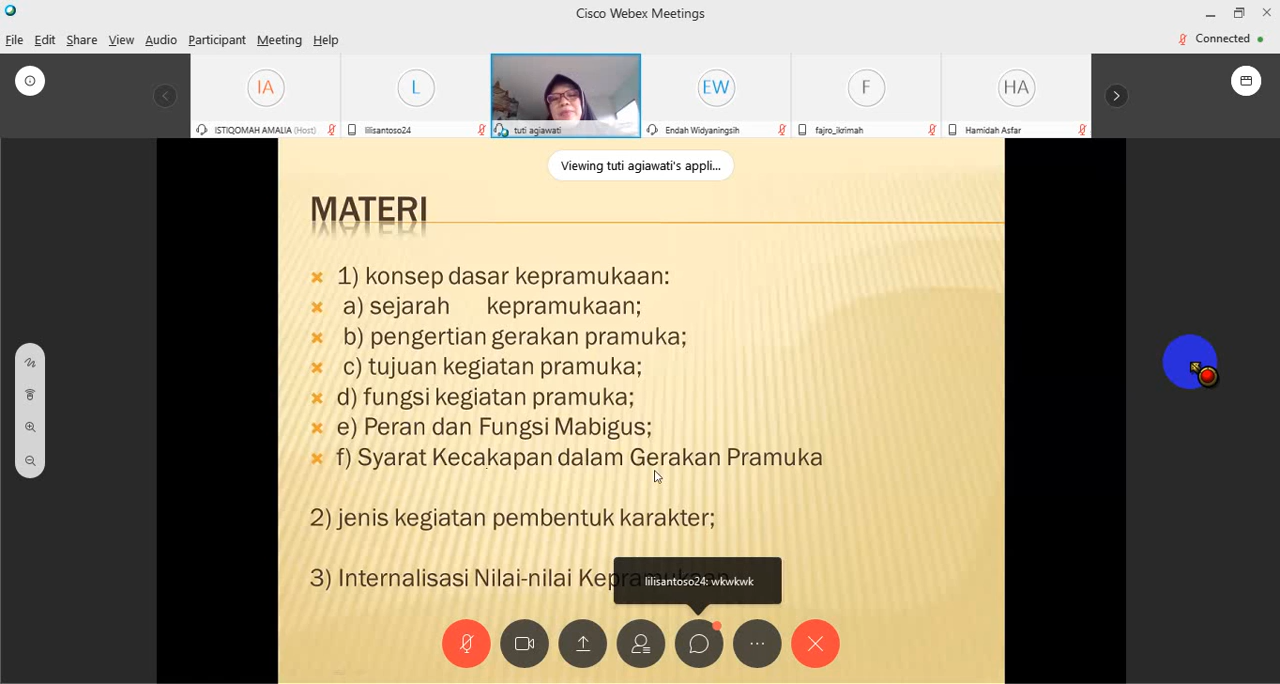 Cisco Webex Meetings
File Edit Share View Audio Participant Meeting Help
Connected
IA
L
EW
F
HA
ISTIQOMAH AMALIA (Host)
lilisantoso24
tuti agiawati
Endah Widyaningsih
fajro_ikrimah
Hamidah Asfar
Viewing tuti agiawati's appli...
MATERI
1) konsep dasar kepramukaan:
a) sejarah kepramukaan;
b) pengertian gerakan pramuka;
c) tujuan kegiatan pramuka;
d) fungsi kegiatan pramuka;
e) Peran dan Fungsi Mabigus;
f) Syarat Kecakapan dalam Gerakan Pramuka
2) jenis kegiatan pembentuk karakter;
3) Internalisasi Nilai-nilai Kepramukaan
lilisantoso24: wkwkwk